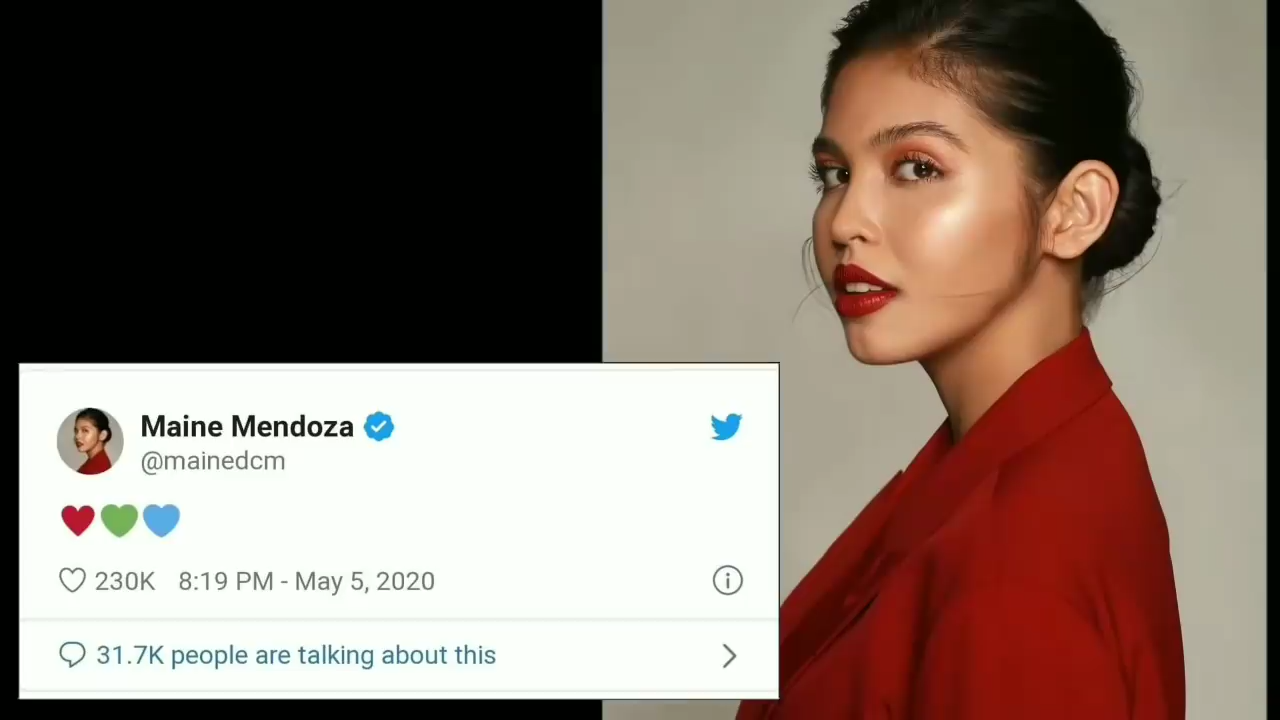 Maine Mendoza
@mainedcm
❤️💚💙
230K 8:19 PM - May 5, 2020
31.7K people are talking about this